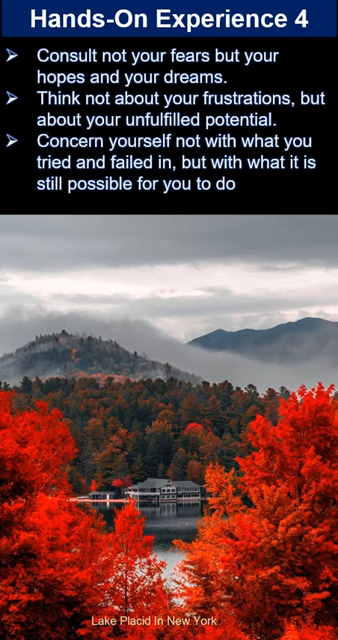 Hands-On Experience 4
➢ Consult not your fears but your
hopes and your dreams.
➢ Think not about your frustrations, but
about your unfulfilled potential.
➢ Concern yourself not with what you
tried and failed in, but with what it is
still possible for you to do
Lake Placid In New York